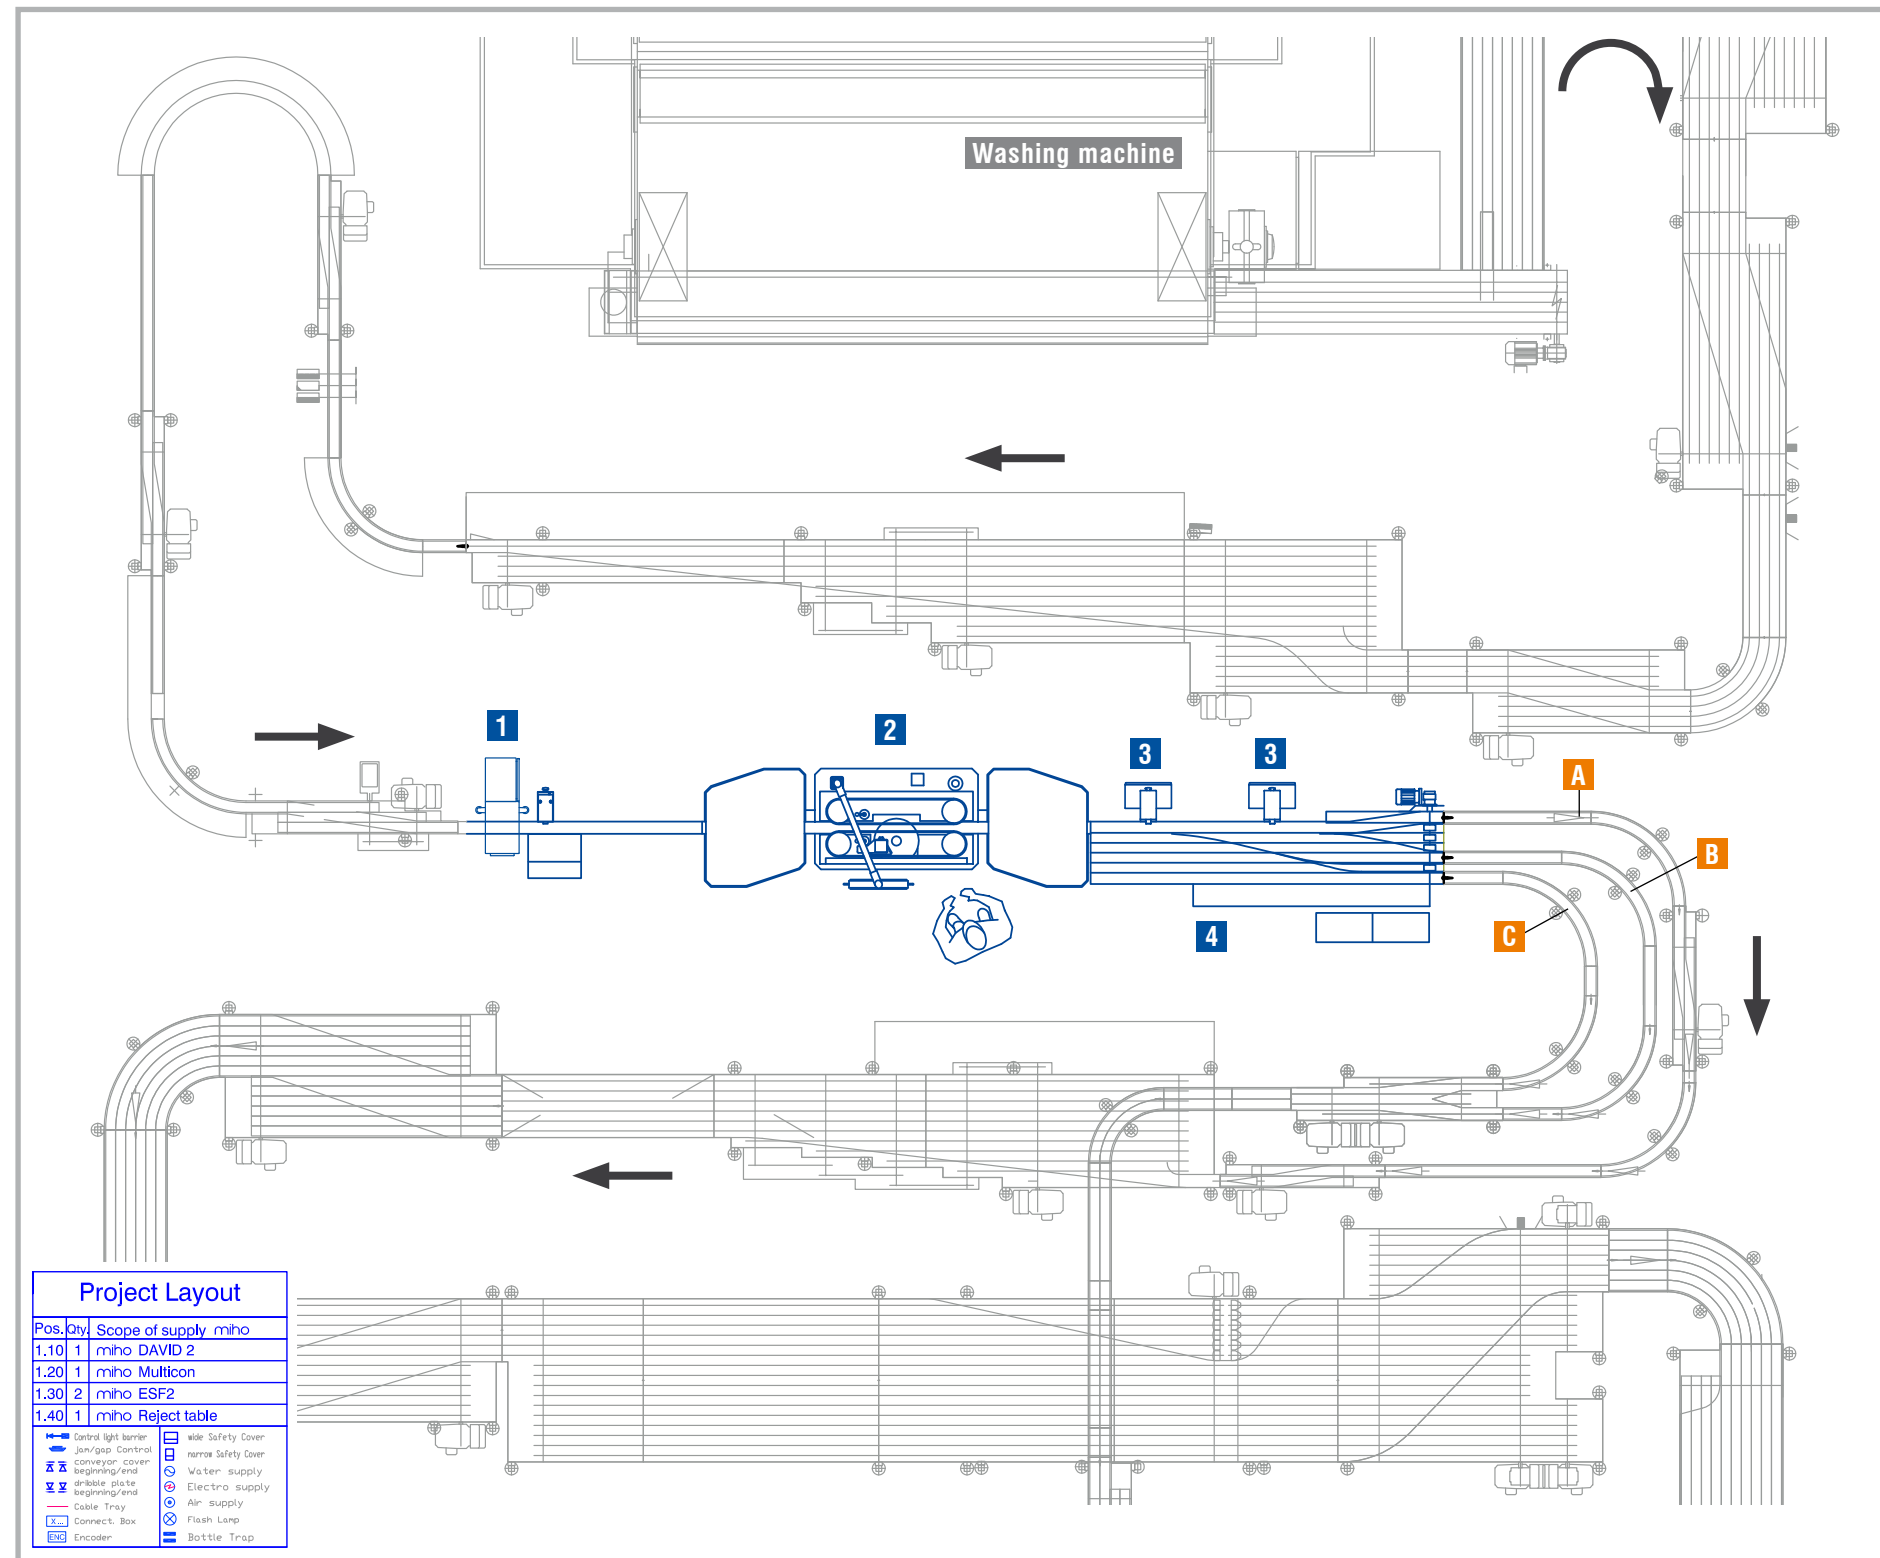 Washing machine
1
2
3
3
A
B
C
4
Project Layout
Pos. Qty. Scope of supply miho
1.10 1 miho DAVID 2
1.20 1 miho Multicon
1.30 2 miho ESF2
1.40 1 miho Reject table
Control light barrier
jam/gap Control
conveyor cover
beginning/end
dribble plate
beginning/end
Cable Tray
X... Connect. Box
ENC Encoder
wide Safety Cover
narrow Safety Cover
Water supply
Electro supply
Air supply
Flash Lamp
Bottle Trap